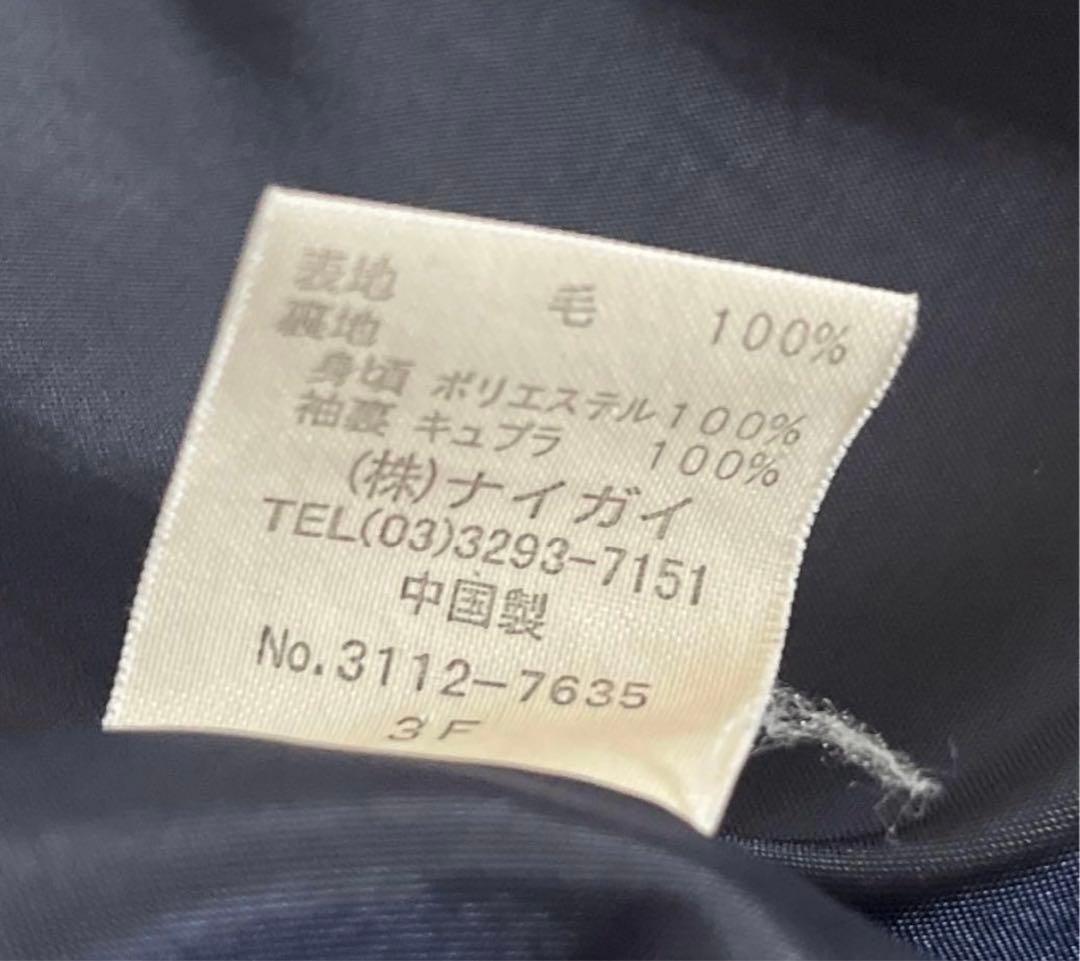 表地 毛 100%
裏地
身頃 ポリエステル100%
袖裏 キュプラ 100%
(株)ナイガイ
TEL(03)3293-7151
中国製
No.3112-7635
3F